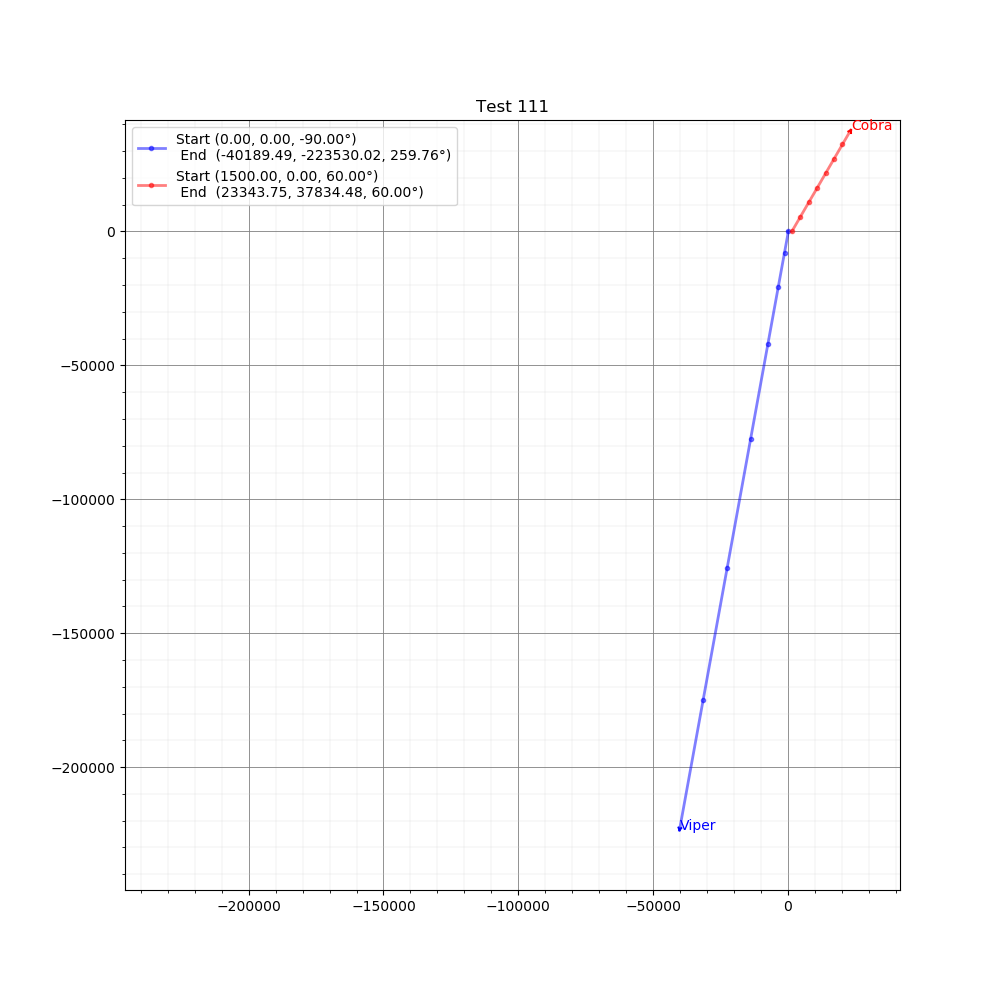 Test 111
Start (0.00, 0.00, -90.00°)
End (-40189.49, -223530.02, 259.76°)
Start (1500.00, 0.00, 60.00°)
End (23343.75, 37834.48, 60.00°)
Cobra
0
−50000
−100000
−150000
−200000
Viper
−200000 −150000 −100000 −50000 0